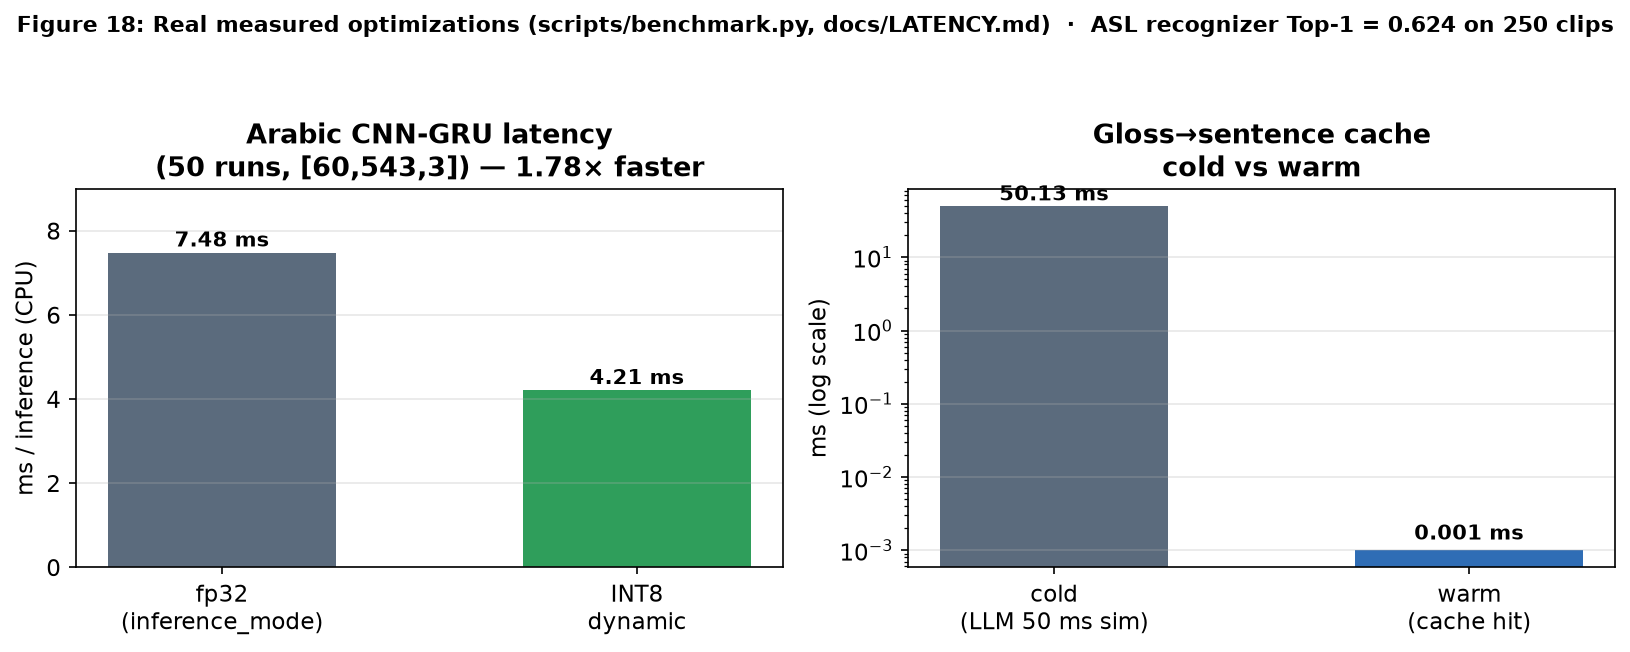 Figure 18: Real measured optimizations (scripts/benchmark.py, docs/LATENCY.md)  ·  ASL recognizer Top-1 = 0.624 on 250 clips
Arabic CNN-GRU latency
(50 runs, [60,543,3]) — 1.78× faster
ms / inference (CPU)
8
6
4
2
0
7.48 ms
4.21 ms
fp32
(inference_mode)
INT8
dynamic
Gloss→sentence cache
cold vs warm
ms (log scale)
10¹
10⁰
10⁻¹
10⁻²
10⁻³
50.13 ms
0.001 ms
cold
(LLM 50 ms sim)
warm
(cache hit)